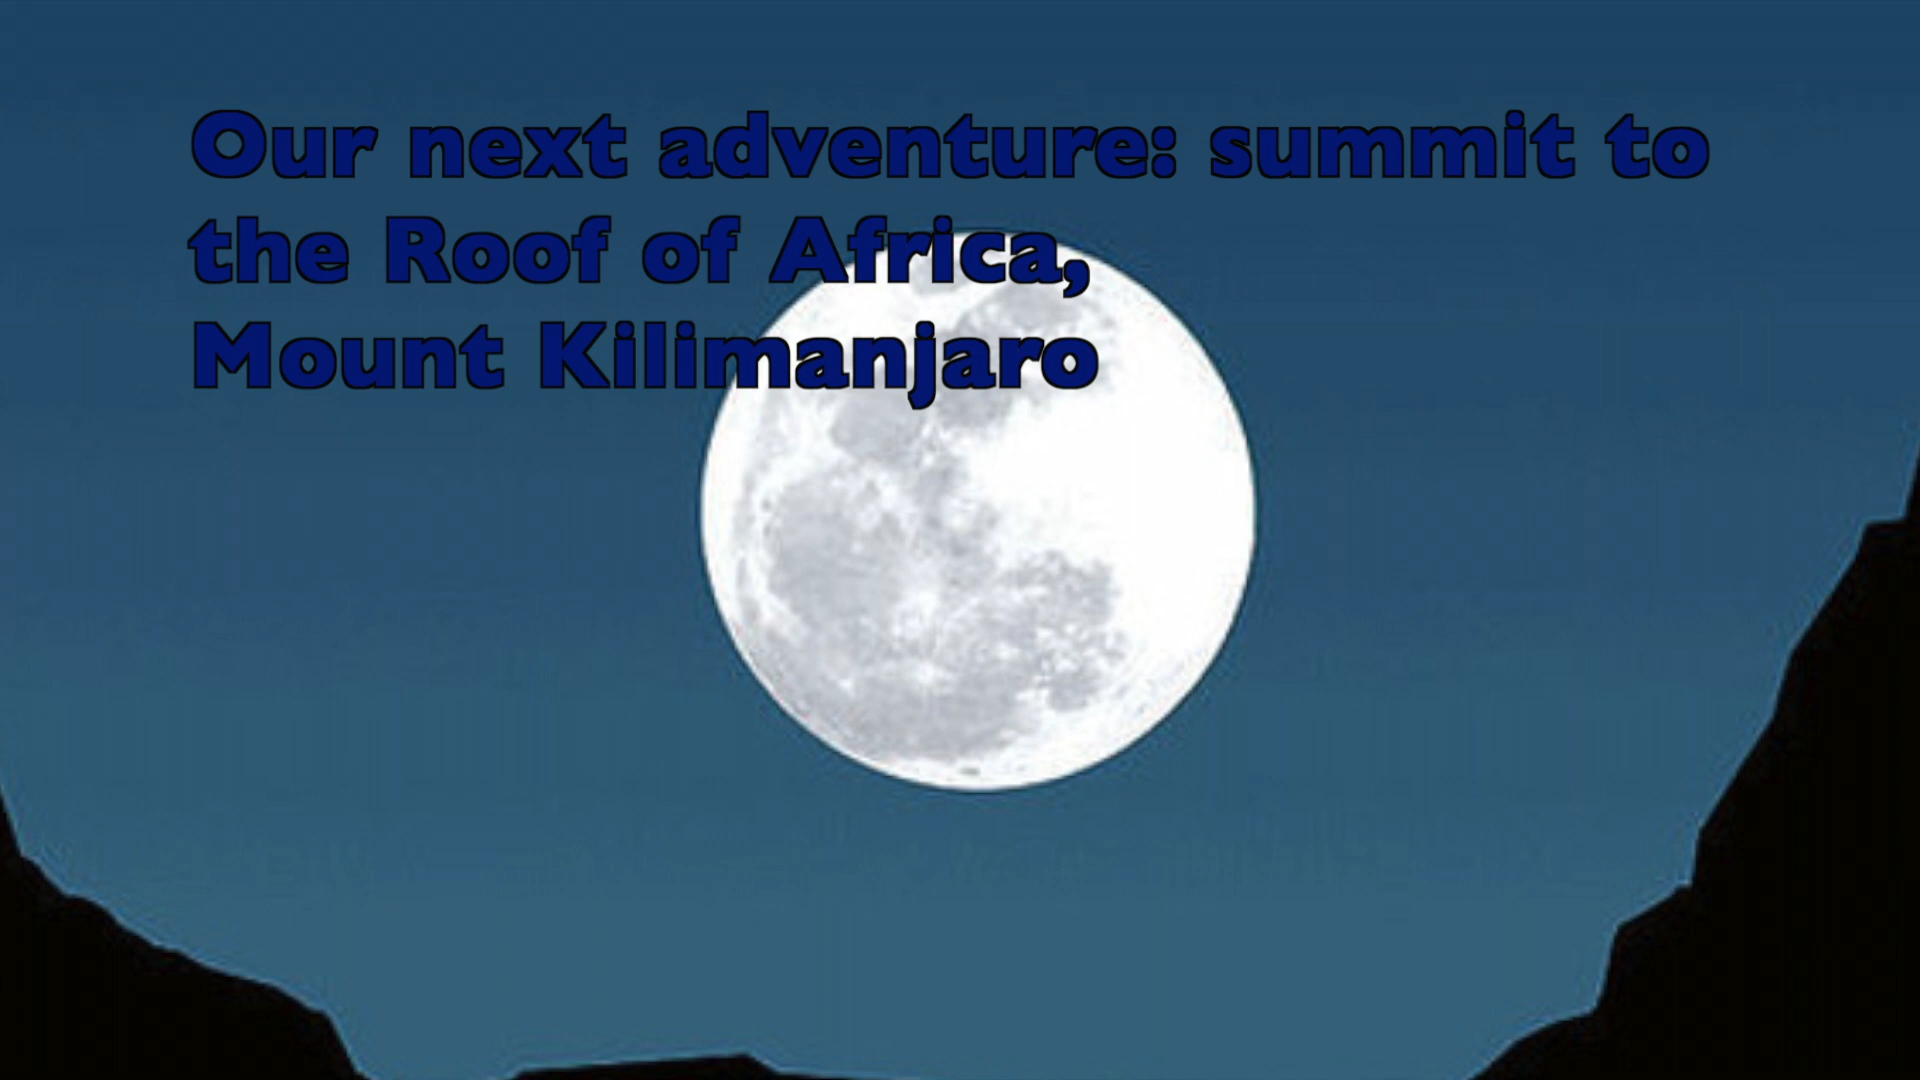 Our next adventure: summit to
the Roof of Africa,
Mount Kilimanjaro